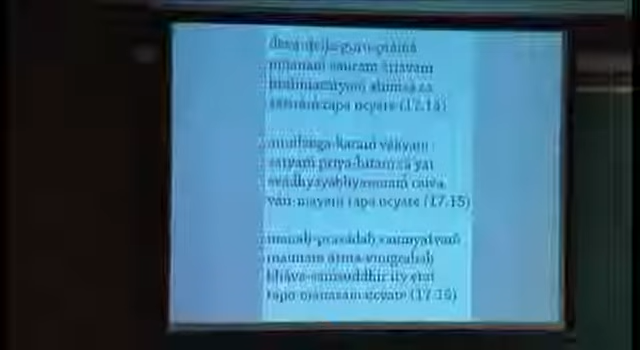 deva-dvija-guru-prājña
pūjanaṁ śaucam ārjavam
brahmacaryam ahiṁsā ca
śārīraṁ tapa ucyate (17.14)
anudvega-karaṁ vākyaṁ
satyaṁ priya-hitaṁ ca yat
svādhyāyābhyasanaṁ caiva
vāṅ-mayaṁ tapa ucyate (17.15)
manaḥ-prasādaḥ saumyatvaṁ
maunam ātma-vinigrahaḥ
bhāva-saṁśuddhir ity etat
tapo mānasam ucyate (17.16)